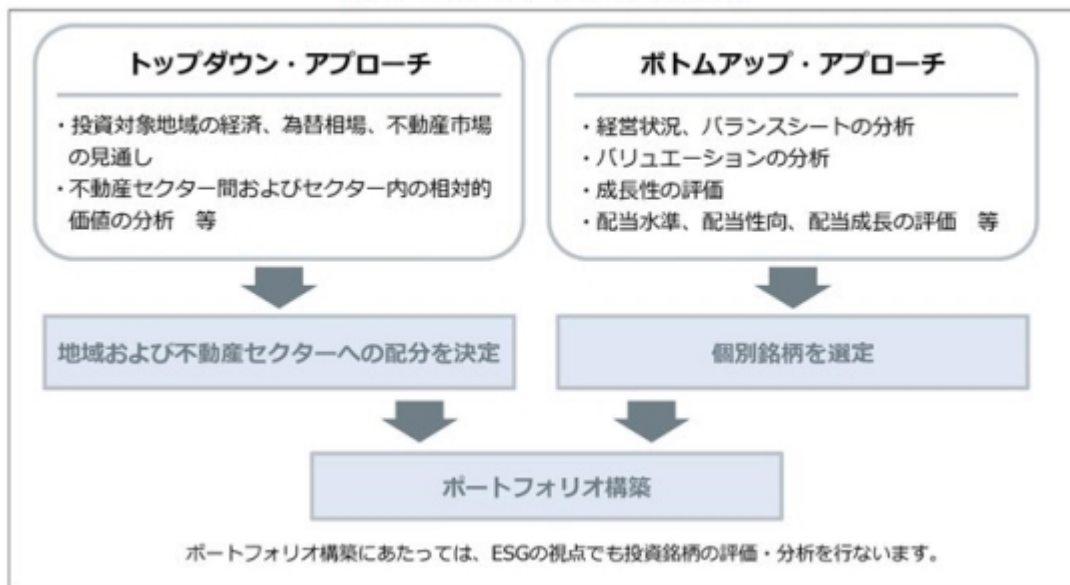 トップダウン・アプローチ
・投資対象地域の経済、為替相場、不動産市場
の見通し
・不動産セクター間およびセクター内の相対的
価値の分析　等
地域および不動産セクターへの配分を決定
ボトムアップ・アプローチ
・経営状況、バランスシートの分析
・バリュエーションの分析
・成長性の評価
・配当水準、配当性向、配当成長の評価　等
個別銘柄を選定
ポートフォリオ構築
ポートフォリオ構築にあたっては、ESGの視点でも投資銘柄の評価・分析を行ないます。